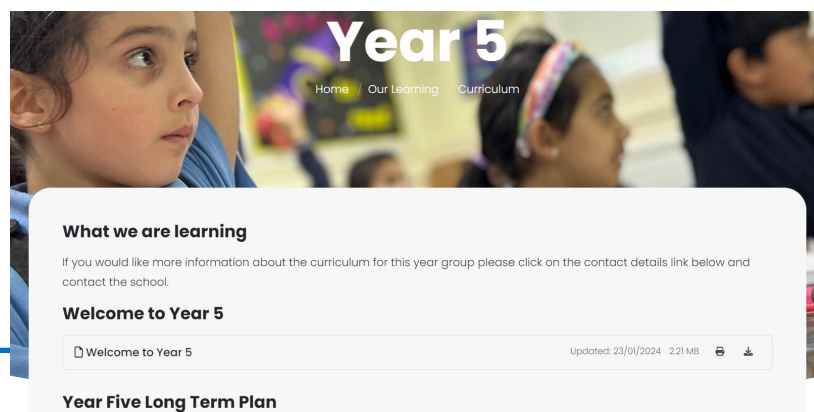 Year 5
Home / Our Learning Curriculum
What we are learning
If you would like more information about the curriculum for this year group please click on the contact details link below and
contact the school.
Welcome to Year 5
Welcome to Year 5 Updated: 23/01/2024 2.21 MB
Year Five Long Term Plan